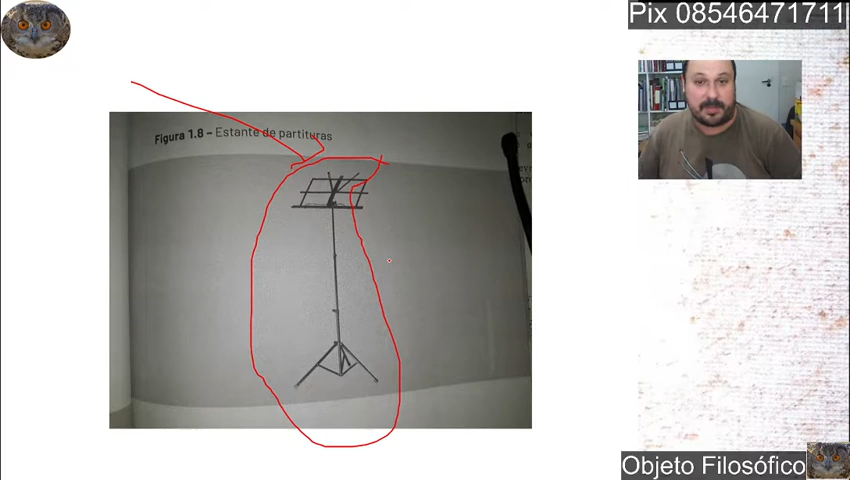 Pix 08546471711
Figura 1.8 – Estante de partituras
Objeto Filosófico